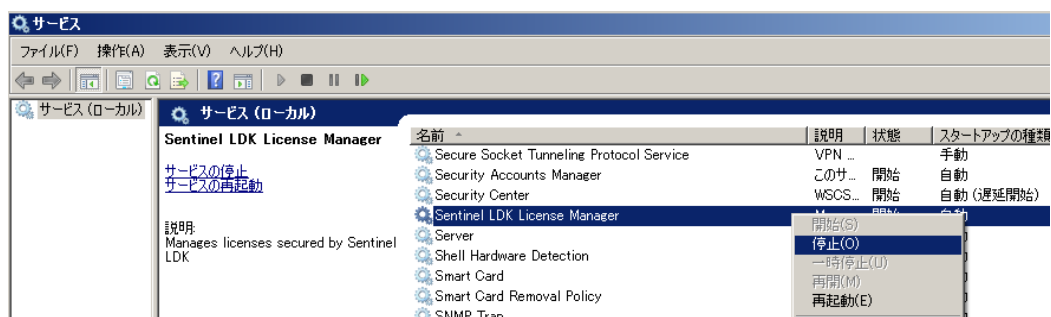 サービス
ファイル(F) 操作(A) 表示(V) ヘルプ(H)
サービス (ローカル)
サービス (ローカル)
Sentinel LDK License Manager
サービスの停止
サービスの再起動
説明:
Manages licenses secured by Sentinel
LDK
名前 説明 状態 スタートアップの種類
Secure Socket Tunneling Protocol Service VPN ... 手動
Security Accounts Manager このサ... 開始 自動
Security Center WSCS... 開始 自動 (遅延開始)
Sentinel LDK License Manager 開始 自動
Server
Shell Hardware Detection
Smart Card
Smart Card Removal Policy
SNMP Trap
開始(S)
停止(O)
一時停止(U)
再開(M)
再起動(E)